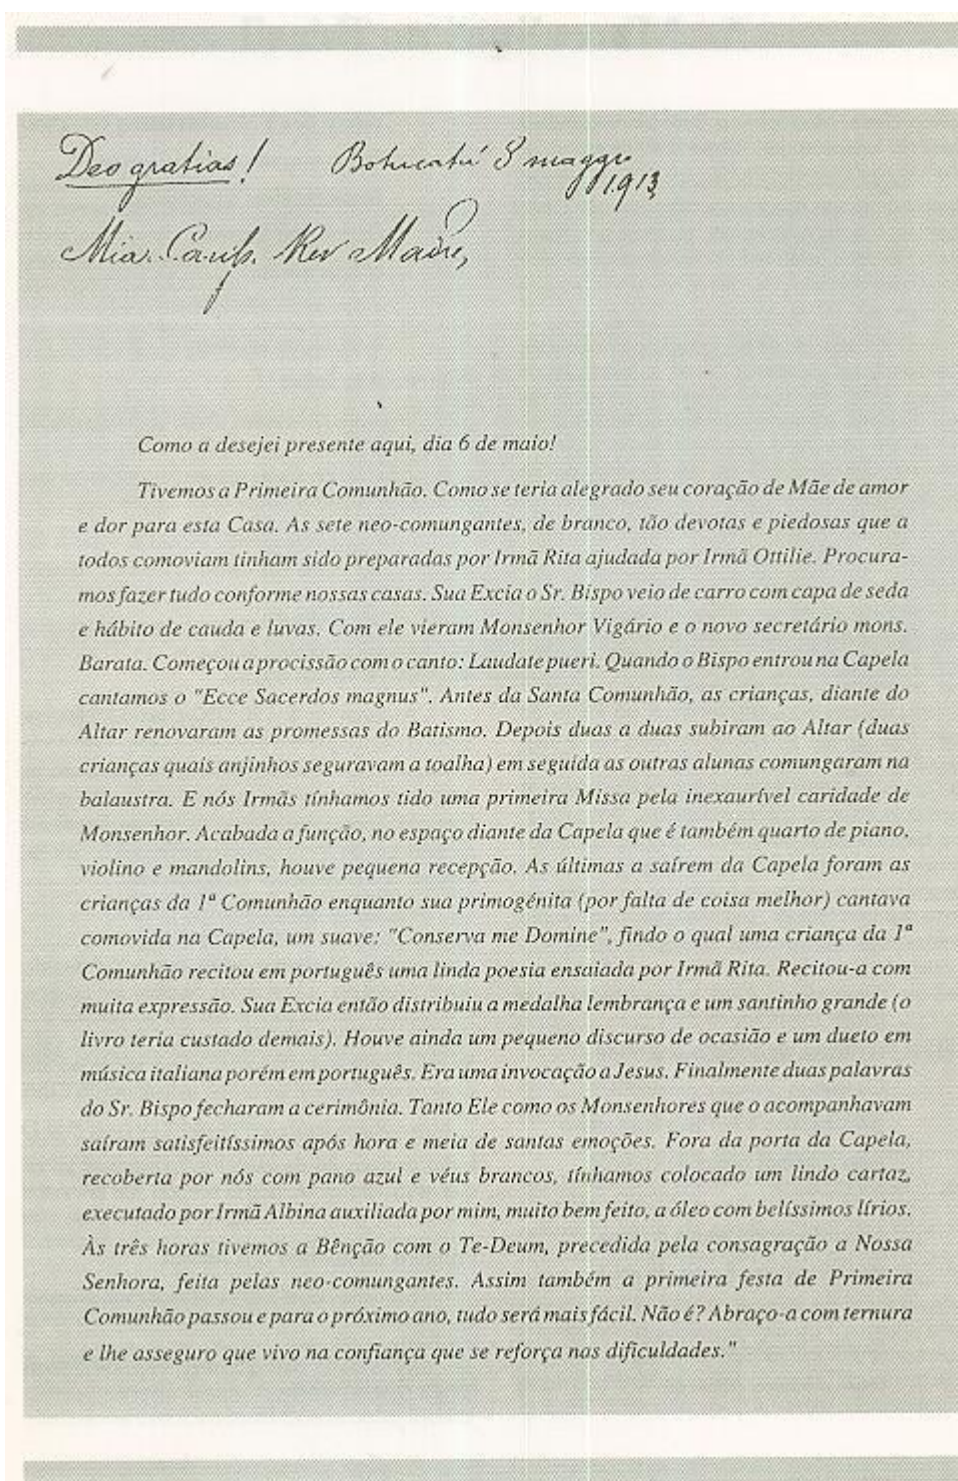 Deo gratias! Botucatú 8 maggio
1913
Mia Cariss. Rev Madre,
Como a desejei presente aqui, dia 6 de maio!
Tivemos a Primeira Comunhão. Como se teria alegrado seu coração de Mãe de amor
e dor para esta Casa. As sete neo-comungantes, de branco, tão devotas e piedosas que a
todos comoviam tinham sido preparadas por Irmã Rita ajudada por Irmã Ottilie. Procura-
mos fazer tudo conforme nossas casas. Sua Excia o Sr. Bispo veio de carro com capa de seda
e hábito de cauda e luvas. Com ele vieram Monsenhor Vigário e o novo secretário mons.
Barata. Começou a procissão com o canto: Laudate pueri. Quando o Bispo entrou na Capela
cantamos o "Ecce Sacerdos magnus". Antes da Santa Comunhão, as crianças, diante do
Altar renovaram as promessas do Batismo. Depois duas a duas subiram ao Altar (duas
crianças quais anjinhos seguravam a toalha) em seguida as outras alunas comungaram na
balaustra. E nós Irmãs tínhamos tido uma primeira Missa pela inexaurível caridade de
Monsenhor. Acabada a função, no espaço diante da Capela que é também quarto de piano,
violino e mandolins, houve pequena recepção. As últimas a saírem da Capela foram as
crianças da 1ª Comunhão enquanto sua primogénita (por falta de coisa melhor) cantava
comovida na Capela, um suave: "Conserva me Domine", findo o qual uma criança da 1ª
Comunhão recitou em português uma linda poesia ensaiada por Irmã Rita. Recitou-a com
muita expressão. Sua Excia então distribuiu a medalha lembrança e um santinho grande (o
livro teria custado demais). Houve ainda um pequeno discurso de ocasião e um dueto em
música italiana porém em português. Era uma invocação a Jesus. Finalmente duas palavras
do Sr. Bispo fecharam a cerimônia. Tanto Ele como os Monsenhores que o acompanhavam
saíram satisfeitíssimos após hora e meia de santas emoções. Fora da porta da Capela,
recoberta por nós com pano azul e véus brancos, tínhamos colocado um lindo cartaz,
executado por Irmã Albina auxiliada por mim, muito bem feito, a óleo com belíssimos lírios.
Às três horas tivemos a Bênção com o Te-Deum, precedida pela consagração a Nossa
Senhora, feita pelas neo-comungantes. Assim também a primeira festa de Primeira
Comunhão passou e para o próximo ano, tudo será mais fácil. Não é? Abraço-a com ternura
e lhe asseguro que vivo na confiança que se reforça nas dificuldades."